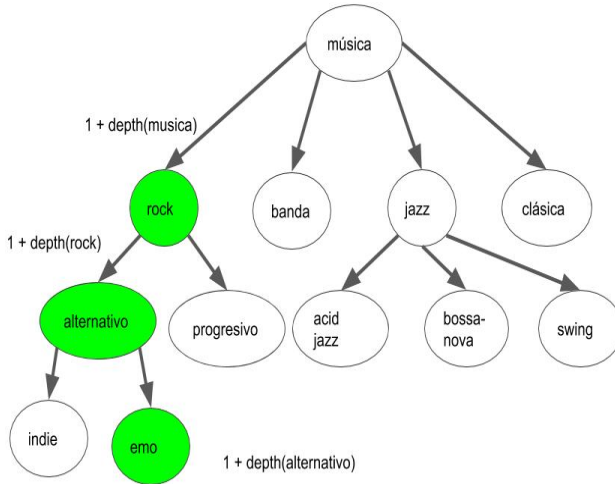 música
1 + depth(musica)
rock
banda
jazz
clásica
1 + depth(rock)
alternativo
progresivo
acid
jazz
bossa-
nova
swing
indie
emo
1 + depth(alternativo)